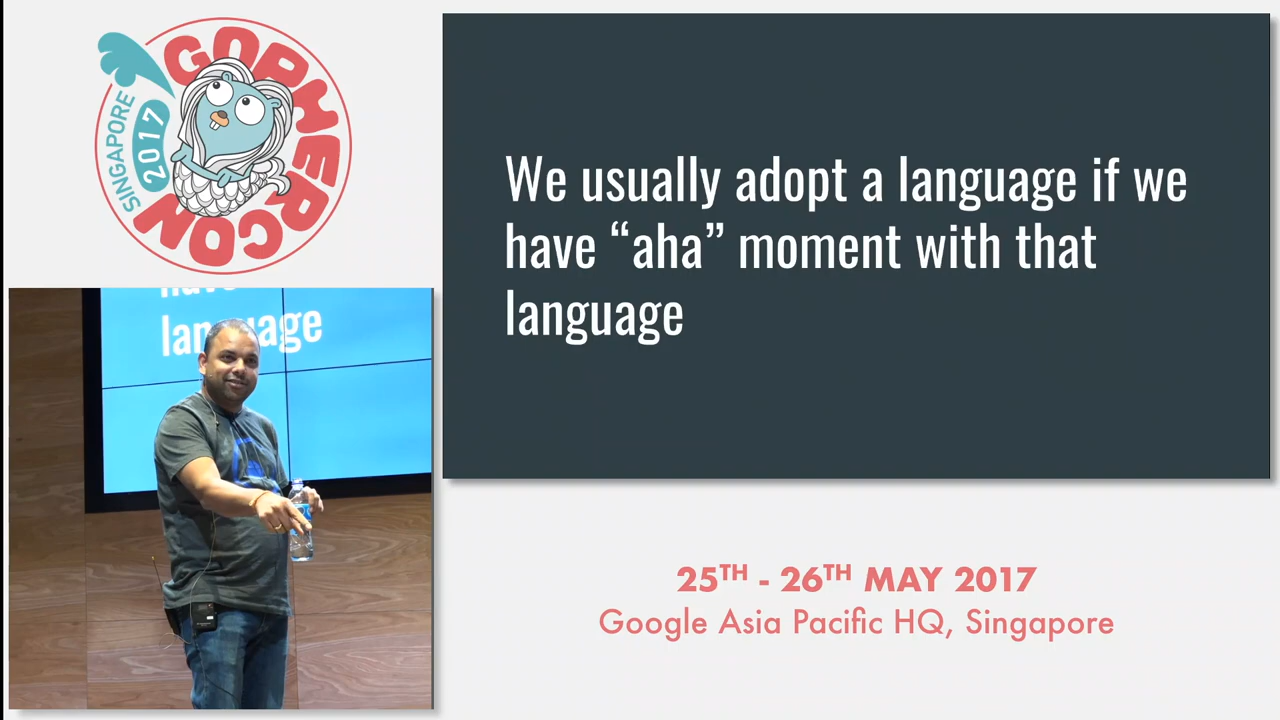 GOPHERCON
SINGAPORE
2017
We usually adopt a language if we
have “aha” moment with that
language
language
25TH - 26TH MAY 2017
Google Asia Pacific HQ, Singapore